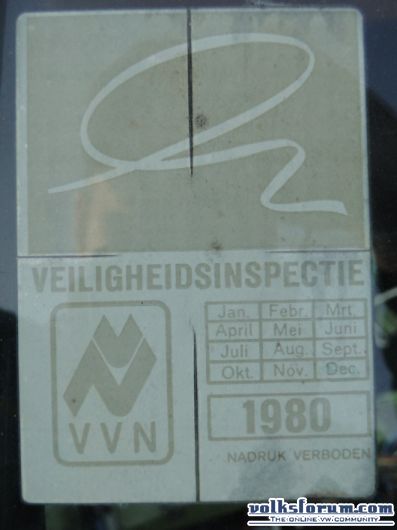 VEILIGHEIDSINSPECTIE
Jan. Febr. Mrt.
April Mei Juni
Juli Aug. Sept.
Okt. Nov. Dec.
VVN
1980
NADRUK VERBODEN
volksforum.com
THE ONLINE VW COMMUNITY